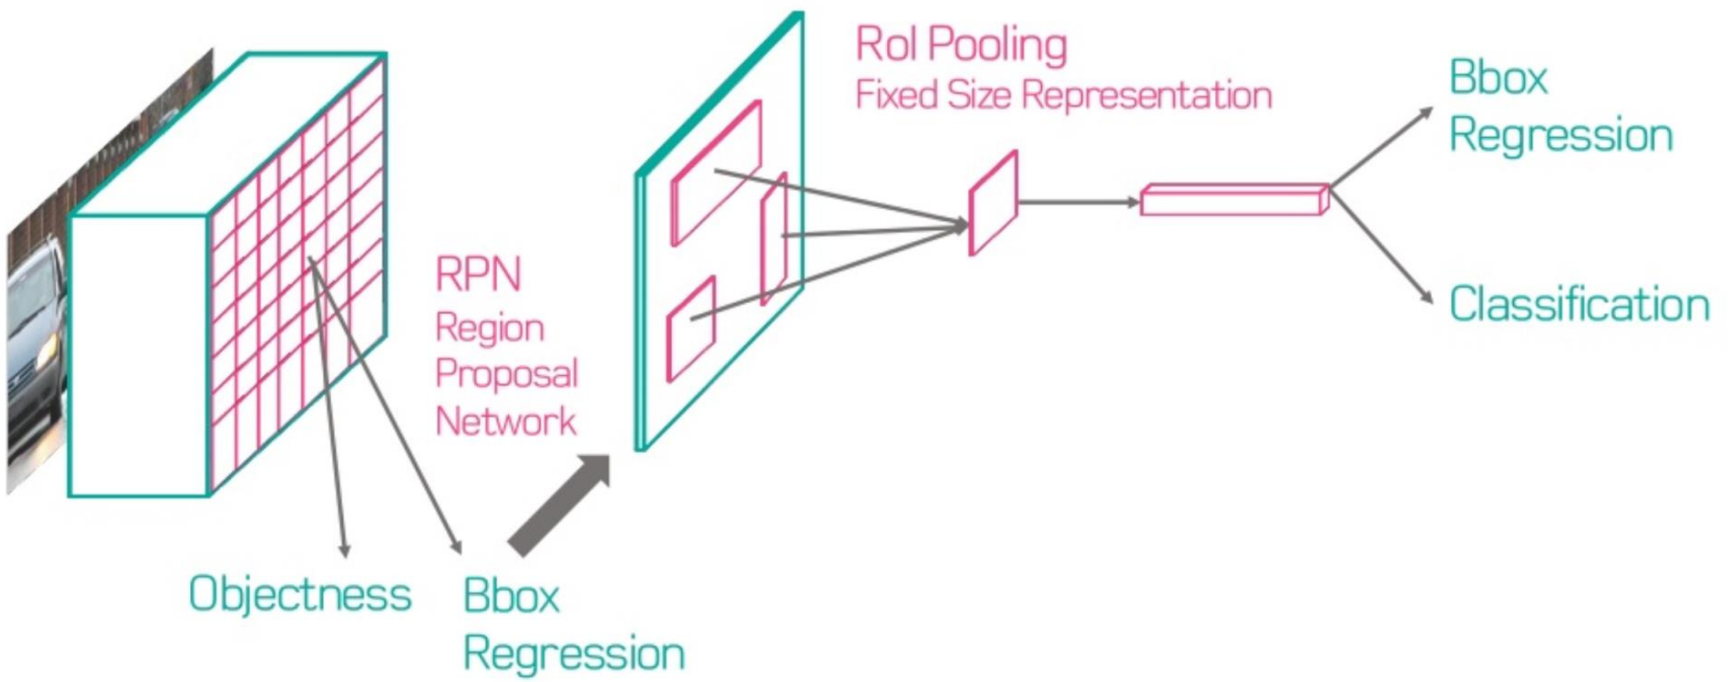 RoI Pooling
Fixed Size Representation
Bbox
Regression
RPN
Region
Proposal
Network
Classification
Objectness
Bbox
Regression